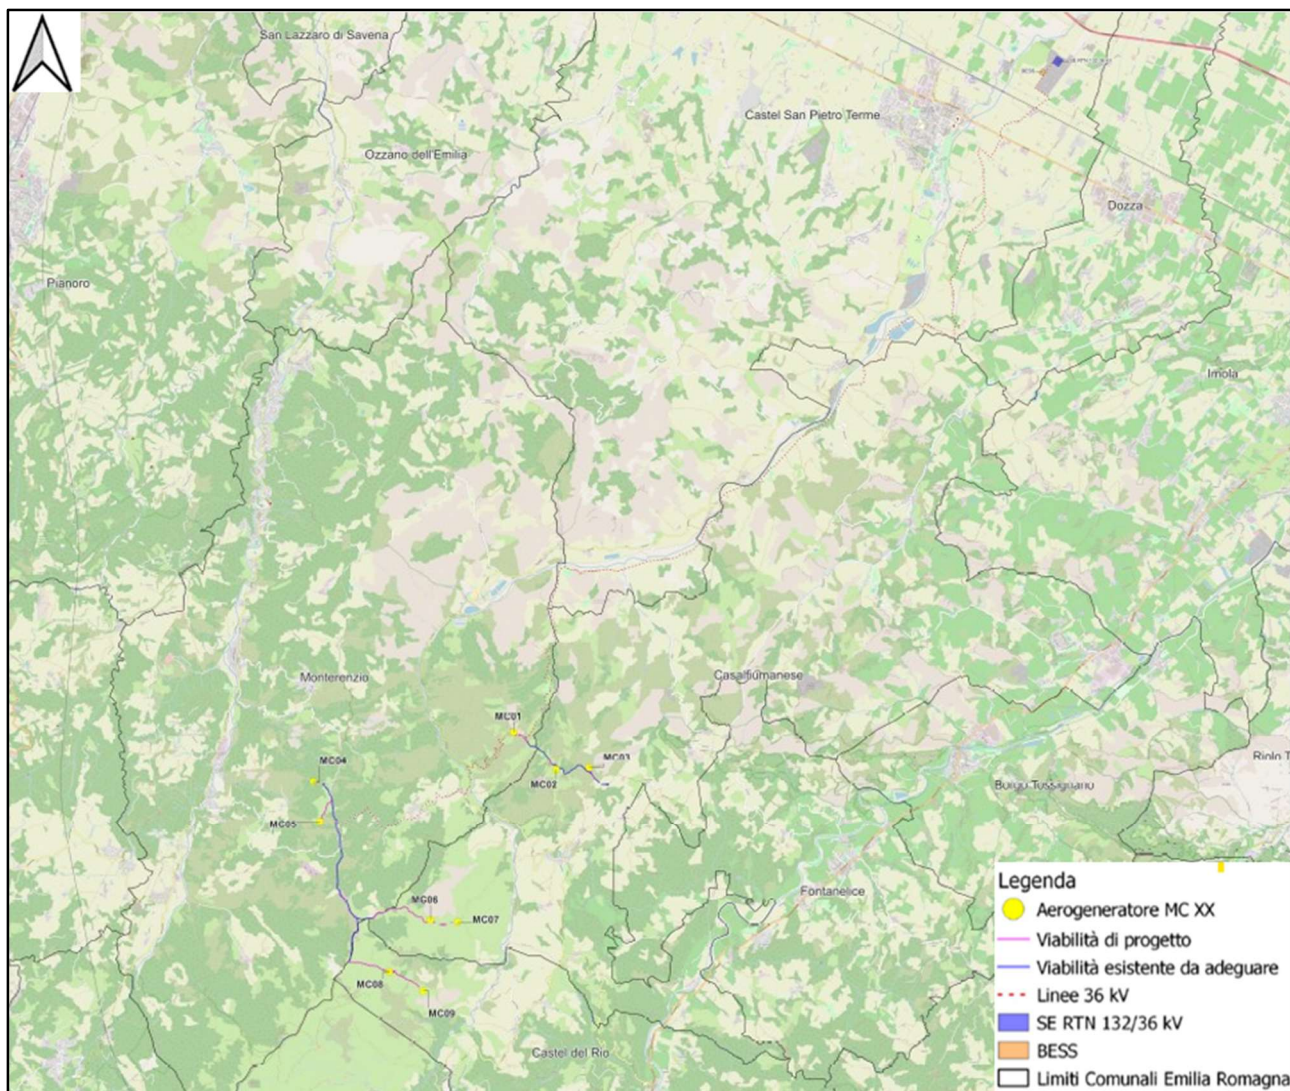 San Lazzaro di Savena
Castel San Pietro Terme
Ozzano dell'Emilia
Dozza
Pianoro
Imola
Monterenzio
Casalfiumanese
MC01
MC04
MC02
MC03
Riolo T
Borgo Tossignano
MC05
Fontanelice
MC06
MC07
MC08
MC09
Castel del Rio
Legenda
Aerogeneratore MC XX
Viabilità di progetto
Viabilità esistente da adeguare
Linee 36 kV
SE RTN 132/36 kV
BESS
Limiti Comunali Emilia Romagna